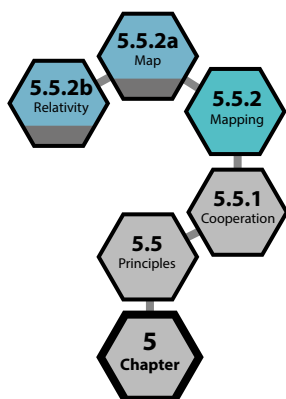 5.5.2a
Map
5.5.2b
Relativity
5.5.2
Mapping
5.5.1
Cooperation
5.5
Principles
5
Chapter